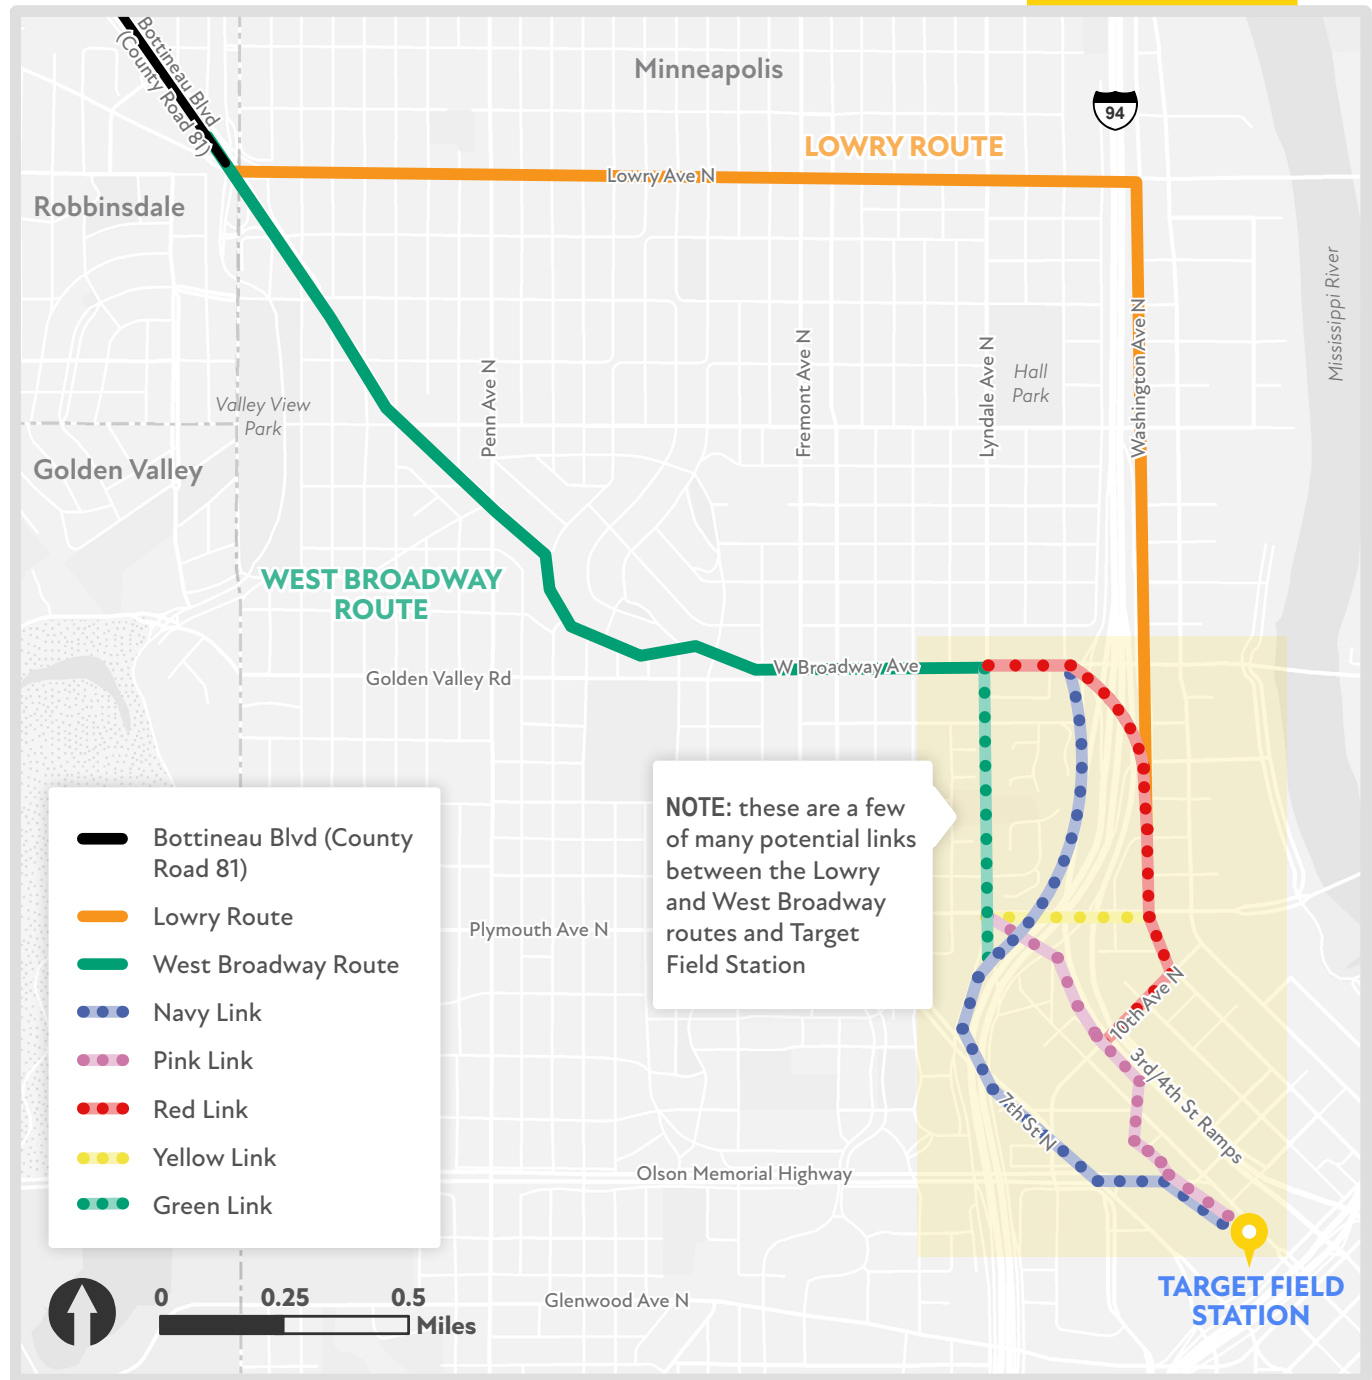 Bottineau Blvd
(County Road 81)
Minneapolis
94
LOWRY ROUTE
Lowry Ave N
Robbinsdale
Mississippi River
Washington Ave N
Penn Ave N
Fremont Ave N
Lyndale Ave N
Hall
Park
Valley View
Park
Golden Valley
WEST BROADWAY
ROUTE
W Broadway Ave
Golden Valley Rd
NOTE: these are a few
of many potential links
between the Lowry
and West Broadway
routes and Target
Field Station
Bottineau Blvd (County
Road 81)
Lowry Route
West Broadway Route
Navy Link
Pink Link
Red Link
Yellow Link
Green Link
Plymouth Ave N
10th Ave N
3rd/4th St Ramps
7th St N
Olson Memorial Highway
TARGET FIELD
STATION
Glenwood Ave N
0 0.25 0.5
Miles